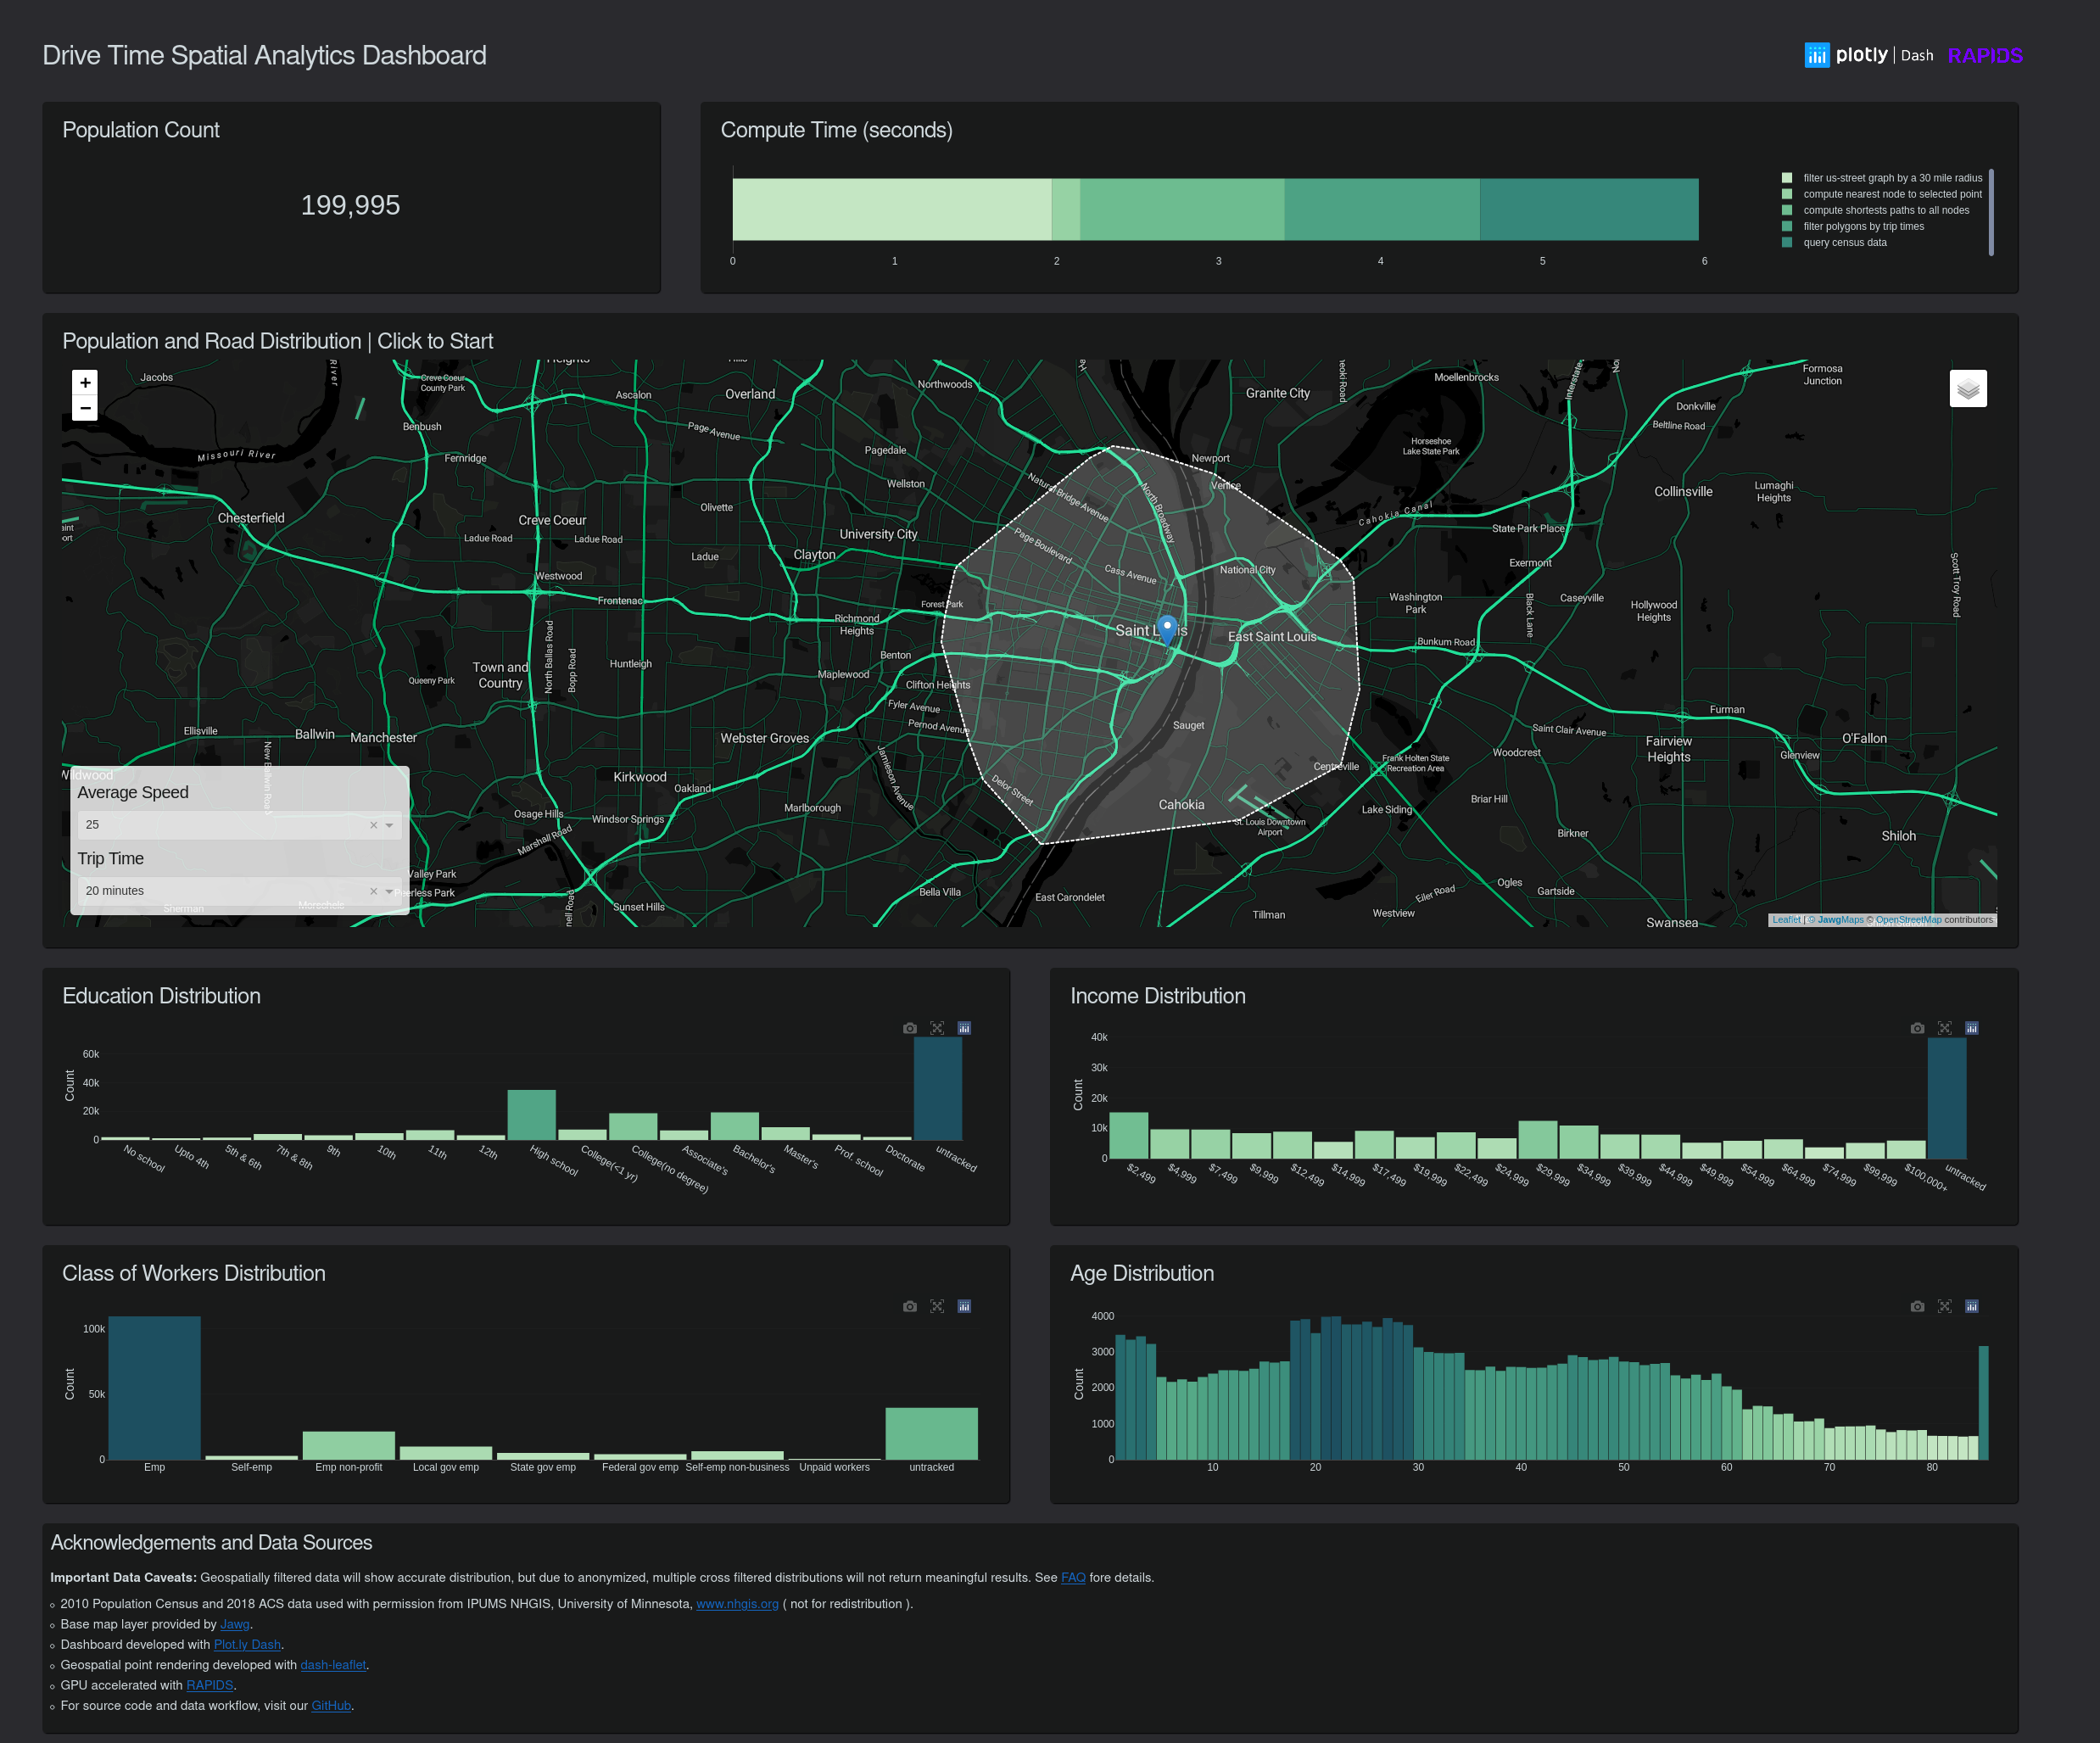 Drive Time Spatial Analytics Dashboard
plotly | Dash RAPIDS
Population Count
199,995
Compute Time (seconds)
0 1 2 3 4 5 6
filter us-street graph by a 30 mile radius
compute nearest node to selected point
compute shortests paths to all nodes
filter polygons by trip times
query census data
Population and Road Distribution | Click to Start
+
−
Jacobs
River
Creve Coeur
County Park
Heights
Ascalon
Overland
Northwoods
Granite City
Moellenbrocks
Interstate
Formosa
Junction
Donkville
Beltline Road
Benbush
Page Avenue
Missouri River
Fernridge
Pagedale
Newport
Horseshoe
Lake State Park
Wellston
Natural Bridge Avenue
North Broadway
Venice
Collinsville
Lumaghi
Heights
Chesterfield
Creve Coeur
Olivette
University City
Cahokia Canal
State Park Place
Ladue Road
Ladue Road
Ladue
Clayton
Page Boulevard
Cass Avenue
National City
Exermont
Scott Troy Road
Westwood
Frontenac
Forest Park
Washington
Park
Black Lane
Caseyville
Hollywood
Heights
Richmond
Heights
East Saint Louis
Bunkum Road
North Ballas Road
Bopp Road
Town and
Country
Huntleigh
Benton
Maplewood
Queeny Park
Clifton Heights
Fyler Avenue
Pernod Avenue
Sauget
Furman
Ellisville
Ballwin
Manchester
Webster Groves
Saint Clair Avenue
Fairview
Heights
O'Fallon
Woodcrest
Glenview
Jamieson Avenue
Kirkwood
Oakland
Delor Street
Centreville
Frank Holten State
Recreation Area
Wildwood
Average Speed
25
Trip Time
20 minutes
Osage Hills
Windsor Springs
Marshall Road
Marlborough
Cahokia
St. Louis Downtown
Airport
Lake Siding
Briar Hill
Birkner
Shiloh
Valley Park
Sherman
Morschels
Sunset Hills
Bella Villa
East Carondelet
Tillman
Westview
Eiler Road
Ogles
Gartside
Swansea
Leaflet | © JawgMaps © OpenStreetMap contributors
Education Distribution
Count
60k
40k
20k
0
No school Upto 4th 5th & 6th 7th & 8th 9th 10th 11th 12th High school College(<1 yr) College(no degree) Associate's Bachelor's Master's Prof. school Doctorate untracked
Income Distribution
Count
40k
30k
20k
10k
0
$2,499 $4,999 $7,499 $9,999 $12,499 $14,999 $17,499 $19,999 $22,499 $24,999 $29,999 $34,999 $39,999 $44,999 $49,999 $54,999 $64,999 $74,999 $99,999 $100,000+ untracked
Class of Workers Distribution
Count
100k
50k
0
Emp Self-emp Emp non-profit Local gov emp State gov emp Federal gov emp Self-emp non-business Unpaid workers untracked
Age Distribution
Count
4000
3000
2000
1000
0
10 20 30 40 50 60 70 80
Acknowledgements and Data Sources
Important Data Caveats: Geospatially filtered data will show accurate distribution, but due to anonymized, multiple cross filtered distributions will not return meaningful results. See FAQ fore details.
2010 Population Census and 2018 ACS data used with permission from IPUMS NHGIS, University of Minnesota, www.nhgis.org ( not for redistribution ).
Base map layer provided by Jawg.
Dashboard developed with Plot.ly Dash.
Geospatial point rendering developed with dash-leaflet.
GPU accelerated with RAPIDS.
For source code and data workflow, visit our GitHub.